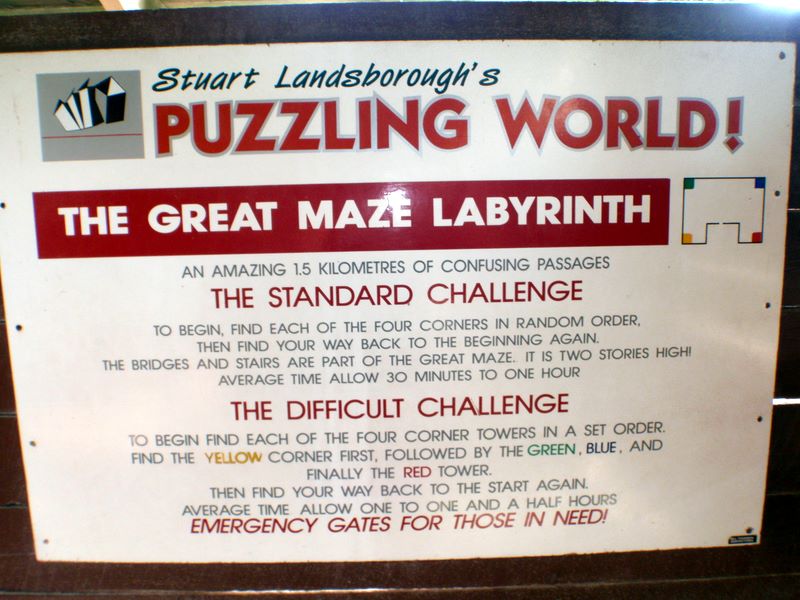 Stuart Landsborough's
PUZZLING WORLD!
THE GREAT MAZE LABYRINTH
AN AMAZING 1.5 KILOMETRES OF CONFUSING PASSAGES
THE STANDARD CHALLENGE
TO BEGIN, FIND EACH OF THE FOUR CORNERS IN RANDOM ORDER,
THEN FIND YOUR WAY BACK TO THE BEGINNING AGAIN.
THE BRIDGES AND STAIRS ARE PART OF THE GREAT MAZE. IT IS TWO STORIES HIGH!
AVERAGE TIME ALLOW 30 MINUTES TO ONE HOUR
THE DIFFICULT CHALLENGE
TO BEGIN FIND EACH OF THE FOUR CORNER TOWERS IN A SET ORDER.
FIND THE YELLOW CORNER FIRST, FOLLOWED BY THE GREEN, BLUE, AND
FINALLY THE RED TOWER.
THEN FIND YOUR WAY BACK TO THE START AGAIN.
AVERAGE TIME ALLOW ONE TO ONE AND A HALF HOURS
EMERGENCY GATES FOR THOSE IN NEED!